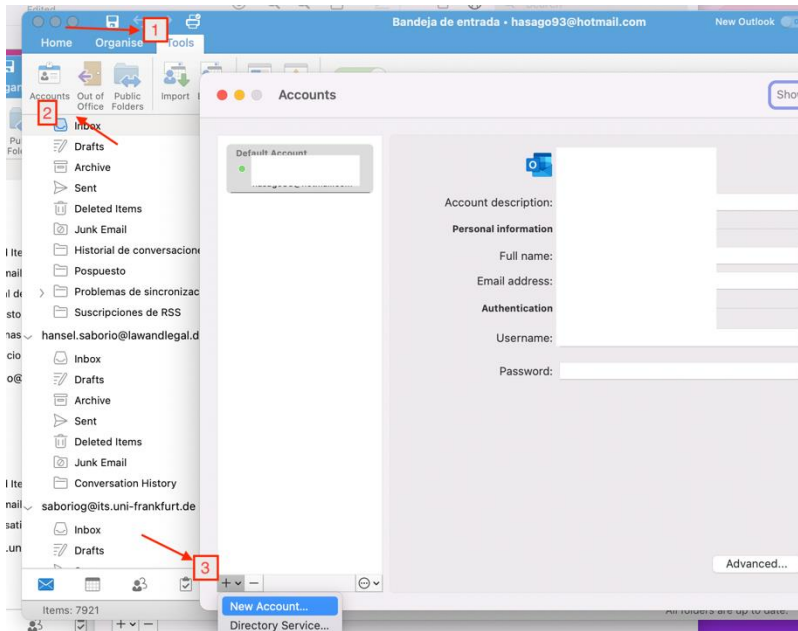 Edited
Search
Bandeja de entrada • hasago93@hotmail.com
New Outlook
1
Home
Organise
Tools
Accounts
Out of Office
Public Folders
Import
2
Accounts
Inbox
Drafts
Archive
Sent
Deleted Items
Junk Email
Historial de conversacione
Pospuesto
Problemas de sincronizac
Suscripciones de RSS
hansel.saborio@lawandlegal.d
Inbox
Drafts
Archive
Sent
Deleted Items
Junk Email
Conversation History
saboriog@its.uni-frankfurt.de
Inbox
Drafts
Items: 7921
Default Account
Account description:
Personal information
Full name:
Email address:
Authentication
Username:
Password:
3
Advanced...
New Account...
Directory Service...
All folders are up to date.